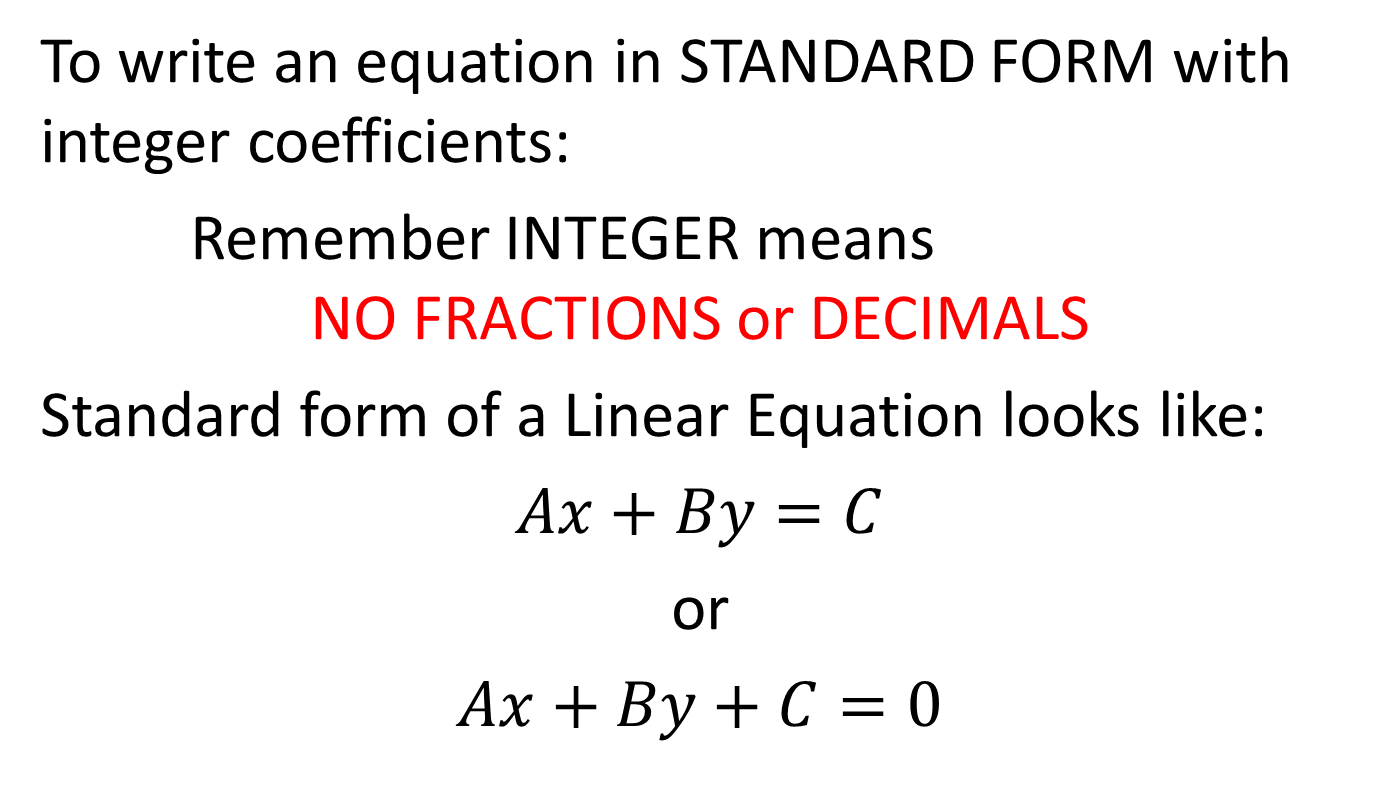 To write an equation in STANDARD FORM with
integer coefficients:
Remember INTEGER means
NO FRACTIONS or DECIMALS
Standard form of a Linear Equation looks like:
𝐴𝑥 + 𝐵𝑦 = 𝐶
or
𝐴𝑥 + 𝐵𝑦 + 𝐶 = 0